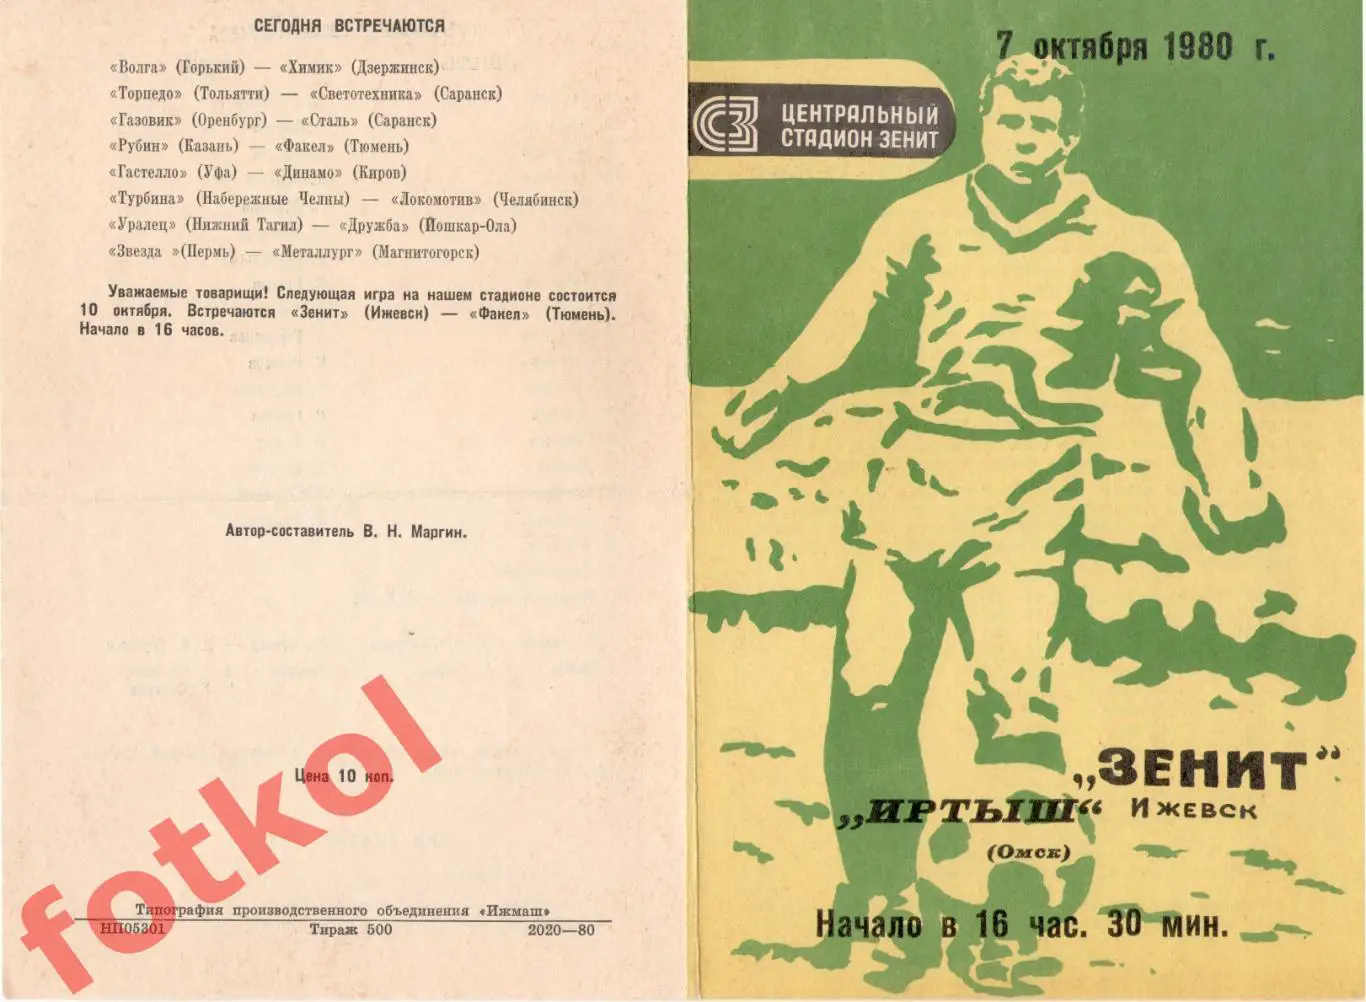 СЕГОДНЯ ВСТРЕЧАЮТСЯ
«Волга» (Горький) — «Химик» (Дзержинск)
«Торпедо» (Тольятти) — «Светотехника» (Саранск)
«Газовик» (Оренбург) — «Сталь» (Саранск)
«Рубин» (Казань) — «Факел» (Тюмень)
«Гастелло» (Уфа) — «Динамо» (Киров)
«Турбина» (Набережные Челны) — «Локомотив» (Челябинск)
«Уралец» (Нижний Тагил) — «Дружба» (Йошкар-Ола)
«Звезда »(Пермь) — «Металлург» (Магнитогорск)
Уважаемые товарищи! Следующая игра на нашем стадионе состоится
10 октября. Встречаются «Зенит» (Ижевск) — «Факел» (Тюмень).
Начало в 16 часов.
Автор-составитель В. Н. Маргин.
Цена 10 коп.
Типография производственного объединения «Ижмаш»
НП05301 Тираж 500 2020—80
fotkol
7 октября 1980 г.
СЗ ЦЕНТРАЛЬНЫЙ
СТАДИОН ЗЕНИТ
„ЗЕНИТ"
ИЖЕВСК
„ИРТЫШ“
(Омск)
Начало в 16 час. 30 мин.